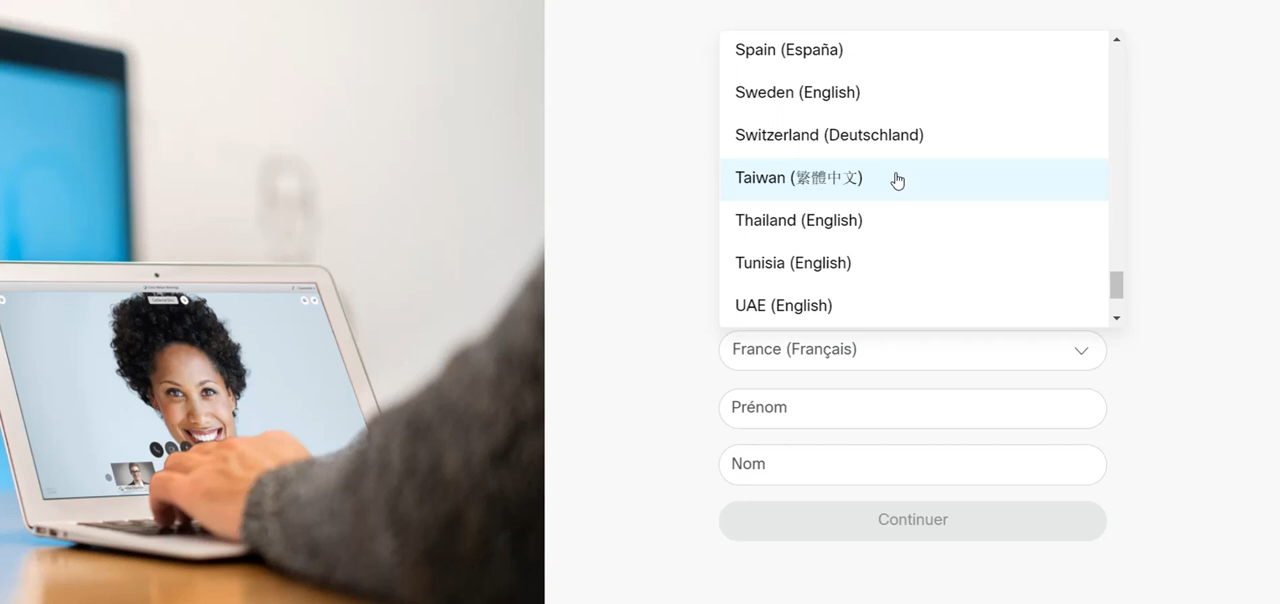 Spain (España)
Sweden (English)
Switzerland (Deutschland)
Taiwan (繁體中文)
Thailand (English)
Tunisia (English)
UAE (English)
France (Français)
Prénom
Nom
Continuer